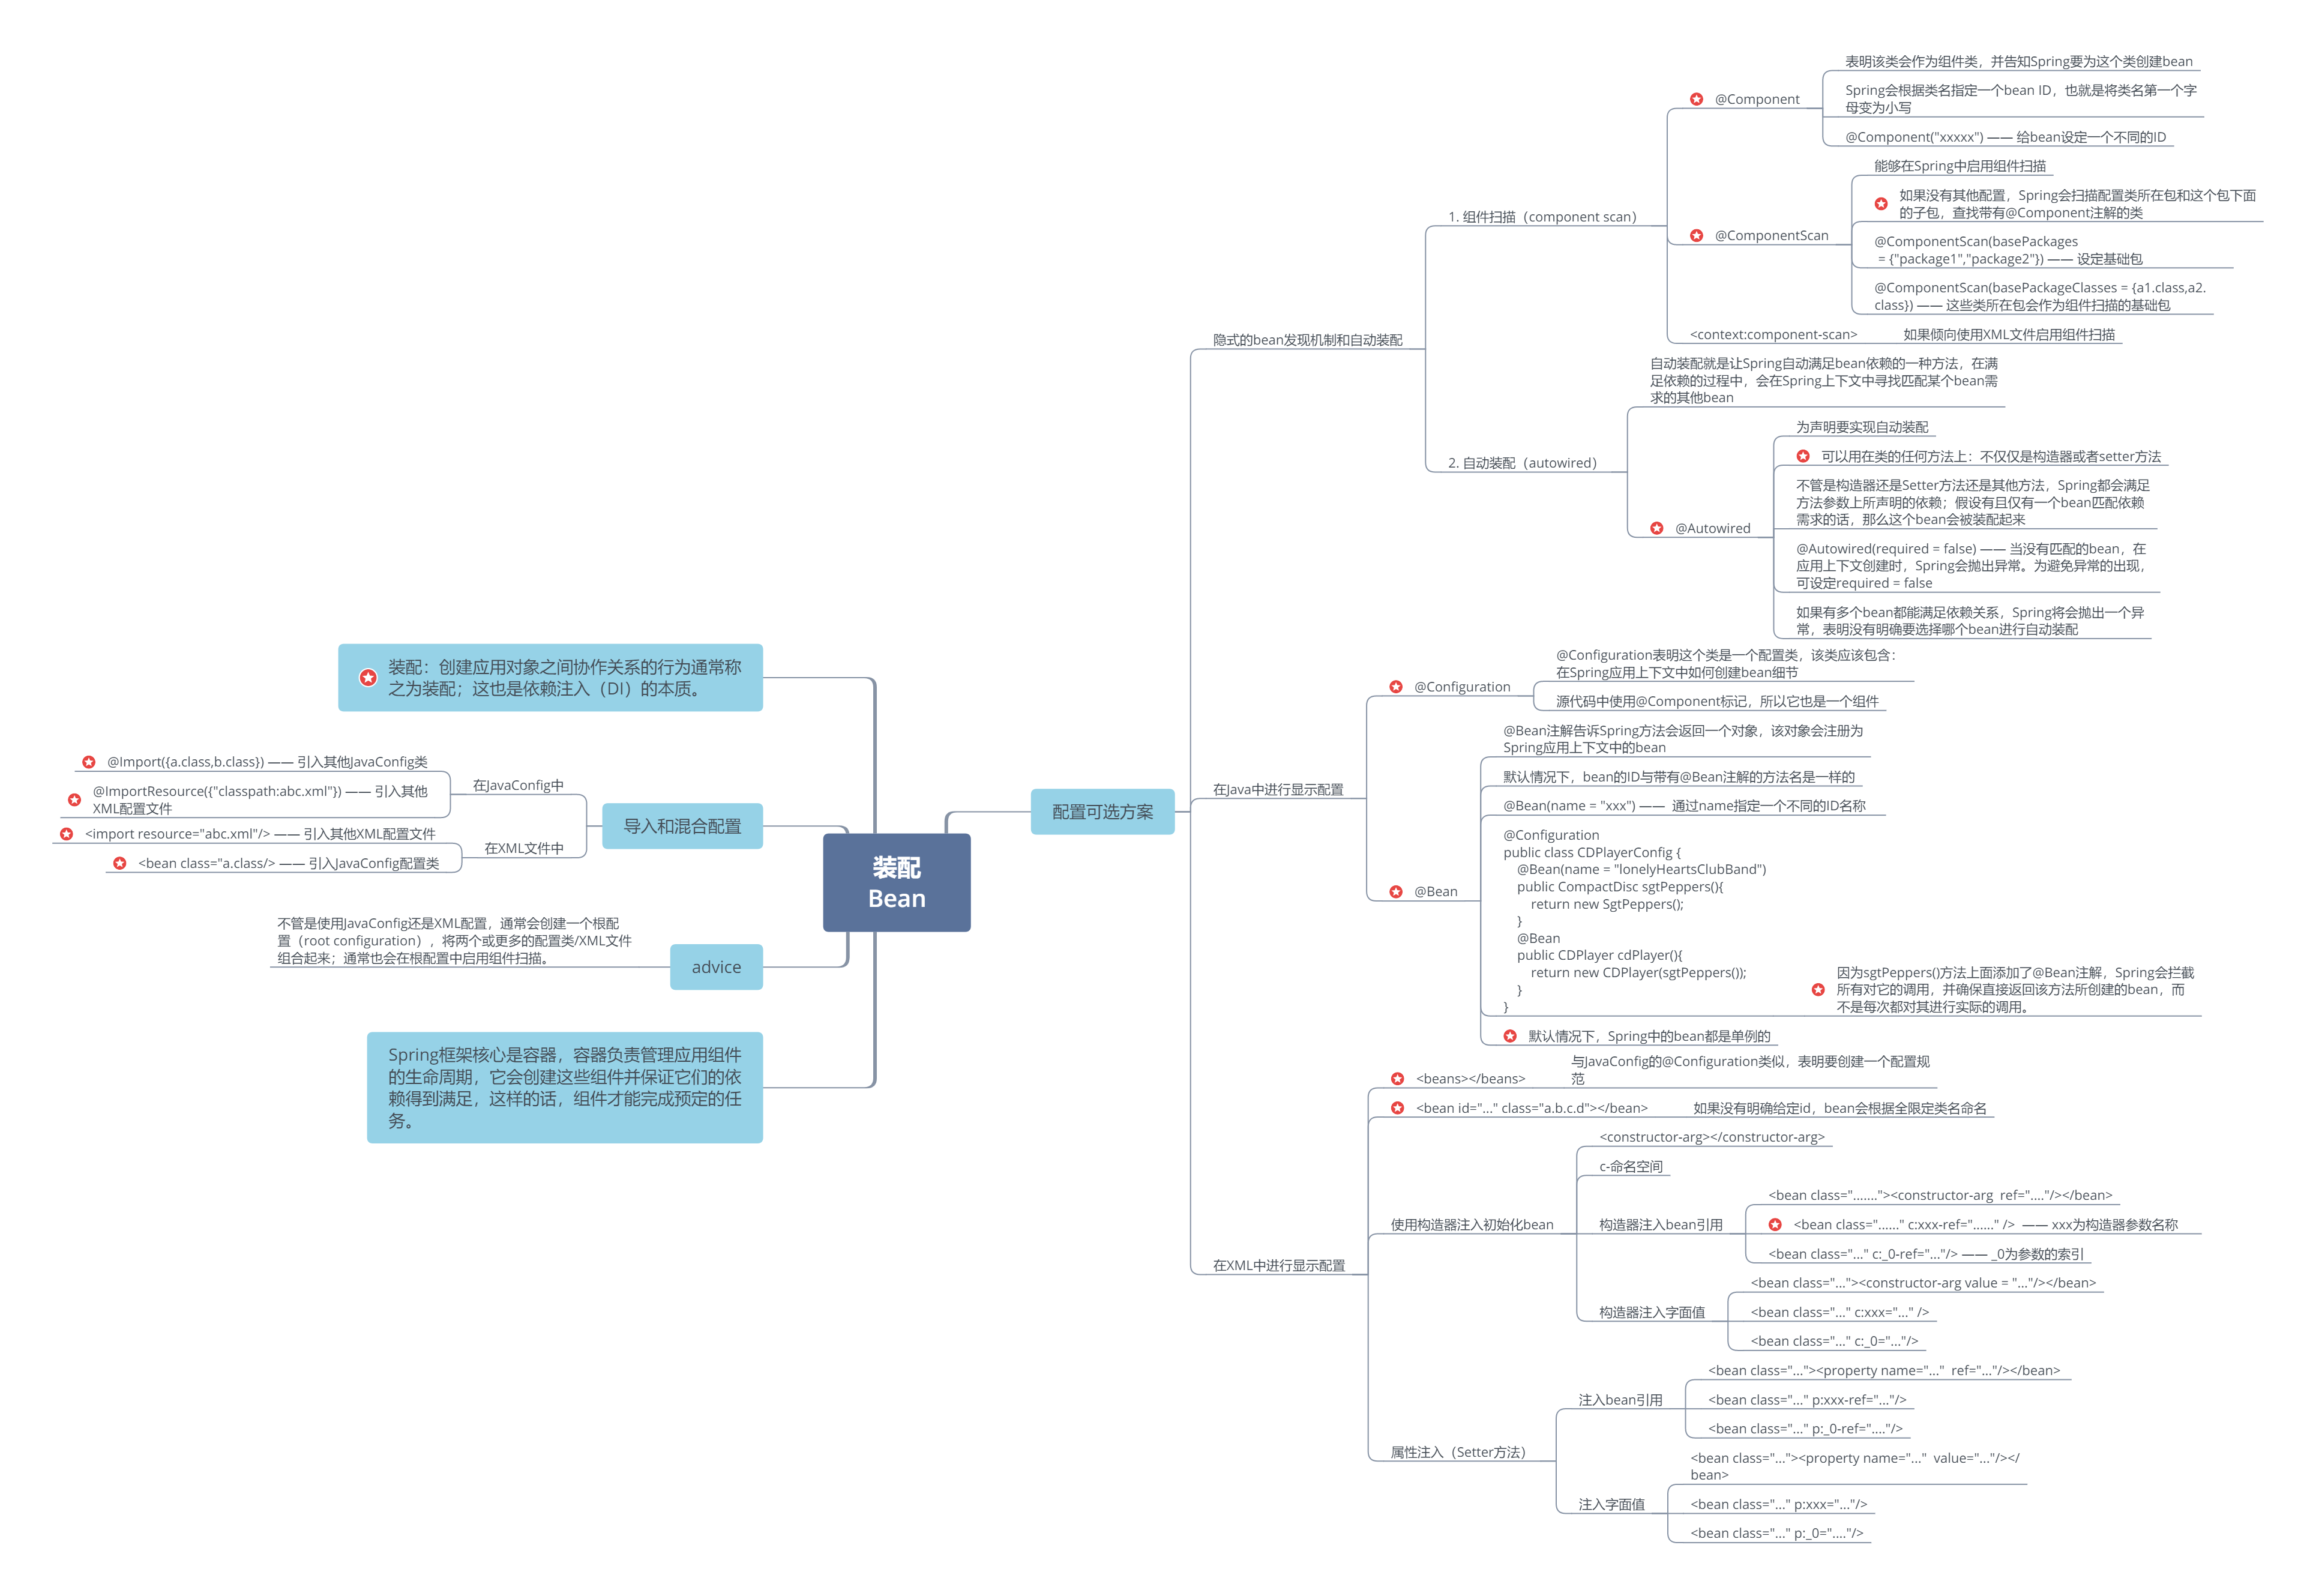 装配
Bean
装配：创建应用对象之间协作关系的行为通常称
之为装配；这也是依赖注入（DI）的本质。
导入和混合配置
在JavaConfig中
@Import({a.class,b.class}) —— 引入其他JavaConfig类
@ImportResource({"classpath:abc.xml"}) —— 引入其他
XML配置文件
在XML文件中
<import resource="abc.xml"/> —— 引入其他XML配置文件
<bean class="a.class/> —— 引入JavaConfig配置类
advice
不管是使用JavaConfig还是XML配置，通常会创建一个根配
置（root configuration），将两个或更多的配置类/XML文件
组合起来；通常也会在根配置中启用组件扫描。
Spring框架核心是容器，容器负责管理应用组件
的生命周期，它会创建这些组件并保证它们的依
赖得到满足，这样的话，组件才能完成预定的任
务。
配置可选方案
隐式的bean发现机制和自动装配
1. 组件扫描（component scan）
@Component
表明该类会作为组件类，并告知Spring要为这个类创建bean
Spring会根据类名指定一个bean ID，也就是将类名第一个字
母变为小写
@Component("xxxxx") —— 给bean设定一个不同的ID
@ComponentScan
能够在Spring中启用组件扫描
如果没有其他配置，Spring会扫描配置类所在包和这个包下面
的子包，查找带有@Component注解的类
@ComponentScan(basePackages
= {"package1","package2"}) —— 设定基础包
@ComponentScan(basePackageClasses = {a1.class,a2.
class}) —— 这些类所在包会作为组件扫描的基础包
<context:component-scan>
如果倾向使用XML文件启用组件扫描
2. 自动装配（autowired）
自动装配就是让Spring自动满足bean依赖的一种方法，在满
足依赖的过程中，会在Spring上下文中寻找匹配某个bean需
求的其他bean
@Autowired
为声明要实现自动装配
可以用在类的任何方法上：不仅仅是构造器或者setter方法
不管是构造器还是Setter方法还是其他方法，Spring都会满足
方法参数上所声明的依赖；假设有且仅有一个bean匹配依赖
需求的话，那么这个bean会被装配起来
@Autowired(required = false) —— 当没有匹配的bean，在
应用上下文创建时，Spring会抛出异常。为避免异常的出现，
可设定required = false
如果有多个bean都能满足依赖关系，Spring将会抛出一个异
常，表明没有明确要选择哪个bean进行自动装配
在Java中进行显示配置
@Configuration
@Configuration表明这个类是一个配置类，该类应该包含：
在Spring应用上下文中如何创建bean细节
源代码中使用@Component标记，所以它也是一个组件
@Bean
@Bean注解告诉Spring方法会返回一个对象，该对象会注册为
Spring应用上下文中的bean
默认情况下，bean的ID与带有@Bean注解的方法名是一样的
@Bean(name = "xxx") —— 通过name指定一个不同的ID名称
@Configuration
public class CDPlayerConfig {
@Bean(name = "lonelyHeartsClubBand")
public CompactDisc sgtPeppers(){
return new SgtPeppers();
}
@Bean
public CDPlayer cdPlayer(){
return new CDPlayer(sgtPeppers());
}
}
因为sgtPeppers()方法上面添加了@Bean注解，Spring会拦截
所有对它的调用，并确保直接返回该方法所创建的bean，而
不是每次都对其进行实际的调用。
默认情况下，Spring中的bean都是单例的
在XML中进行显示配置
<beans></beans>
与JavaConfig的@Configuration类似，表明要创建一个配置规
范
<bean id="..." class="a.b.c.d"></bean>
如果没有明确给定id，bean会根据全限定类名命名
使用构造器注入初始化bean
<constructor-arg></constructor-arg>
c-命名空间
构造器注入bean引用
<bean class="......."><constructor-arg  ref="...."/></bean>
<bean class="......" c:xxx-ref="......" />  —— xxx为构造器参数名称
<bean class="..." c:_0-ref="..."/> —— _0为参数的索引
构造器注入字面值
<bean class="..."><constructor-arg value = "..."/></bean>
<bean class="..." c:xxx="..." />
<bean class="..." c:_0="..."/>
属性注入（Setter方法）
注入bean引用
<bean class="..."><property name="..."  ref="..."/></bean>
<bean class="..." p:xxx-ref="..."/>
<bean class="..." p:_0-ref="...."/>
注入字面值
<bean class="..."><property name="..."  value="..."/></
bean>
<bean class="..." p:xxx="..."/>
<bean class="..." p:_0="...."/>